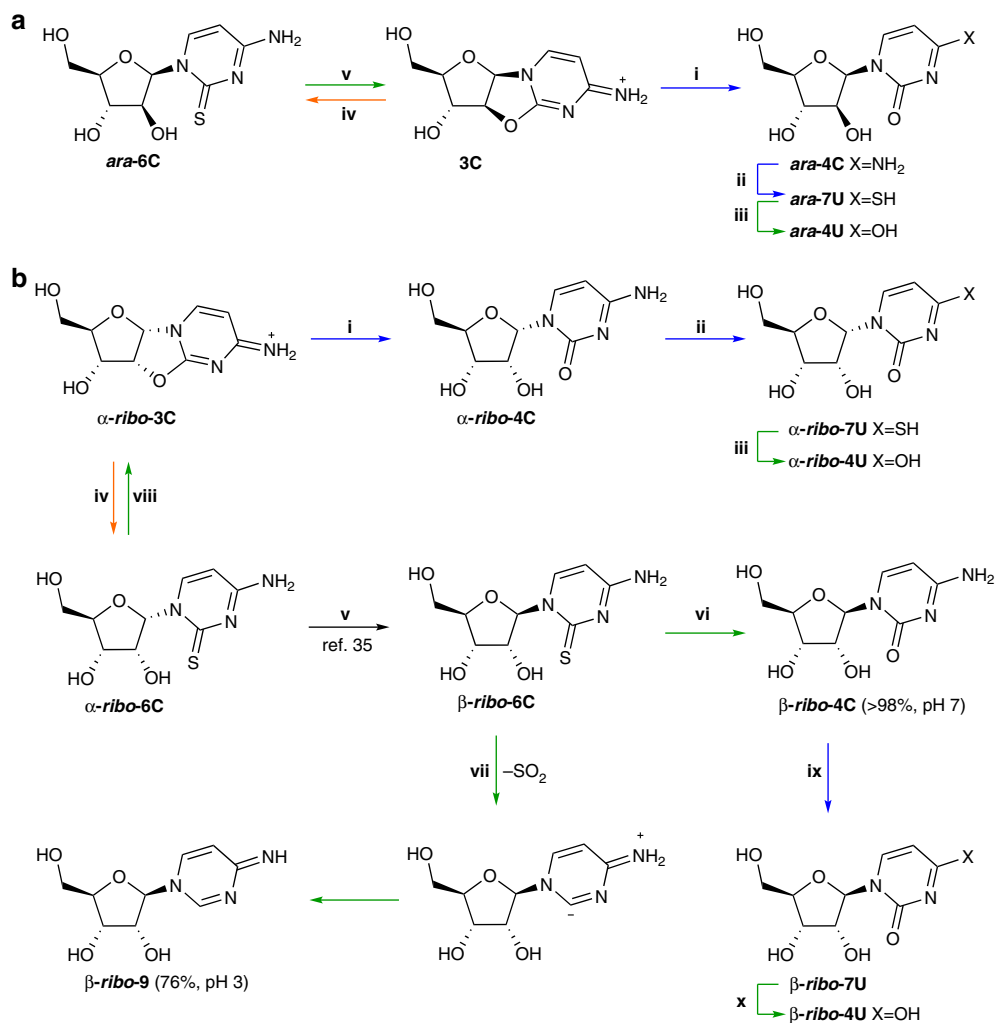 a
HO
O
N
NH2
N
S
HO
OH
ara-6C
v
iv
HO
O
N
+
NH2
N
O
HO
3C
i
HO
O
N
X
N
O
HO
OH
ara-4C X=NH2
ii
ara-7U X=SH
iii
ara-4U X=OH
b
HO
O
N
+
NH2
N
O
HO
α-ribo-3C
i
HO
O
N
NH2
N
O
HO
OH
α-ribo-4C
ii
HO
O
N
X
N
O
HO
OH
α-ribo-7U X=SH
iii
α-ribo-4U X=OH
iv
viii
HO
O
N
NH2
N
S
HO
OH
α-ribo-6C
v
ref. 35
HO
O
N
NH2
N
S
HO
OH
β-ribo-6C
vi
HO
O
N
NH2
N
O
HO
OH
β-ribo-4C (>98%, pH 7)
vii
–SO2
ix
HO
O
N
NH
N
HO
OH
β-ribo-9 (76%, pH 3)
HO
O
N
+
NH2
N
–
HO
OH
HO
O
N
X
N
O
HO
OH
β-ribo-7U
x
β-ribo-4U X=OH